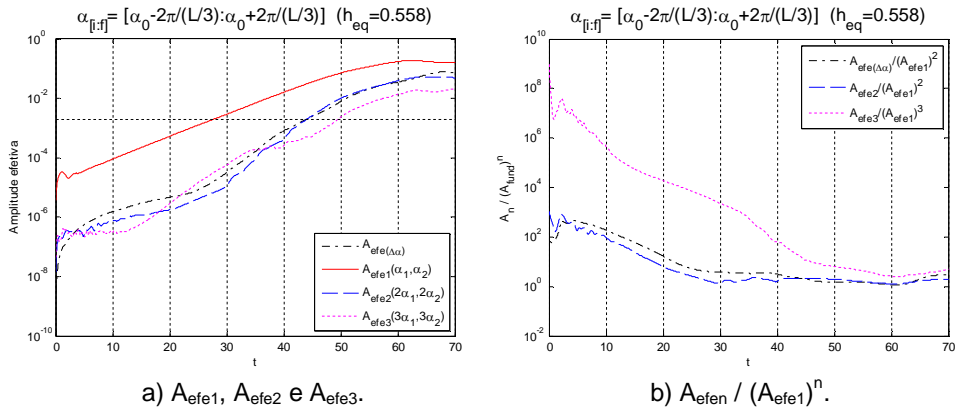 α[i:f]= [α0-2π/(L/3):α0+2π/(L/3)] (heq=0.558)
Amplitude efetiva
10^0
10^-2
10^-4
10^-6
10^-8
10^-10
Aefe(Δα)
Aefe1(α1,α2)
Aefe2(2α1,2α2)
Aefe3(3α1,3α2)
0 10 20 30 40 50 60 70
t
a) Aefe1, Aefe2 e Aefe3.
α[i:f]= [α0-2π/(L/3):α0+2π/(L/3)] (heq=0.558)
An / (Afund)^n
10^10
10^8
10^6
10^4
10^2
10^0
10^-2
Aefe(Δα)/(Aefe1)^2
Aefe2/(Aefe1)^2
Aefe3/(Aefe1)^3
0 10 20 30 40 50 60 70
t
b) Aefen / (Aefe1)^n.